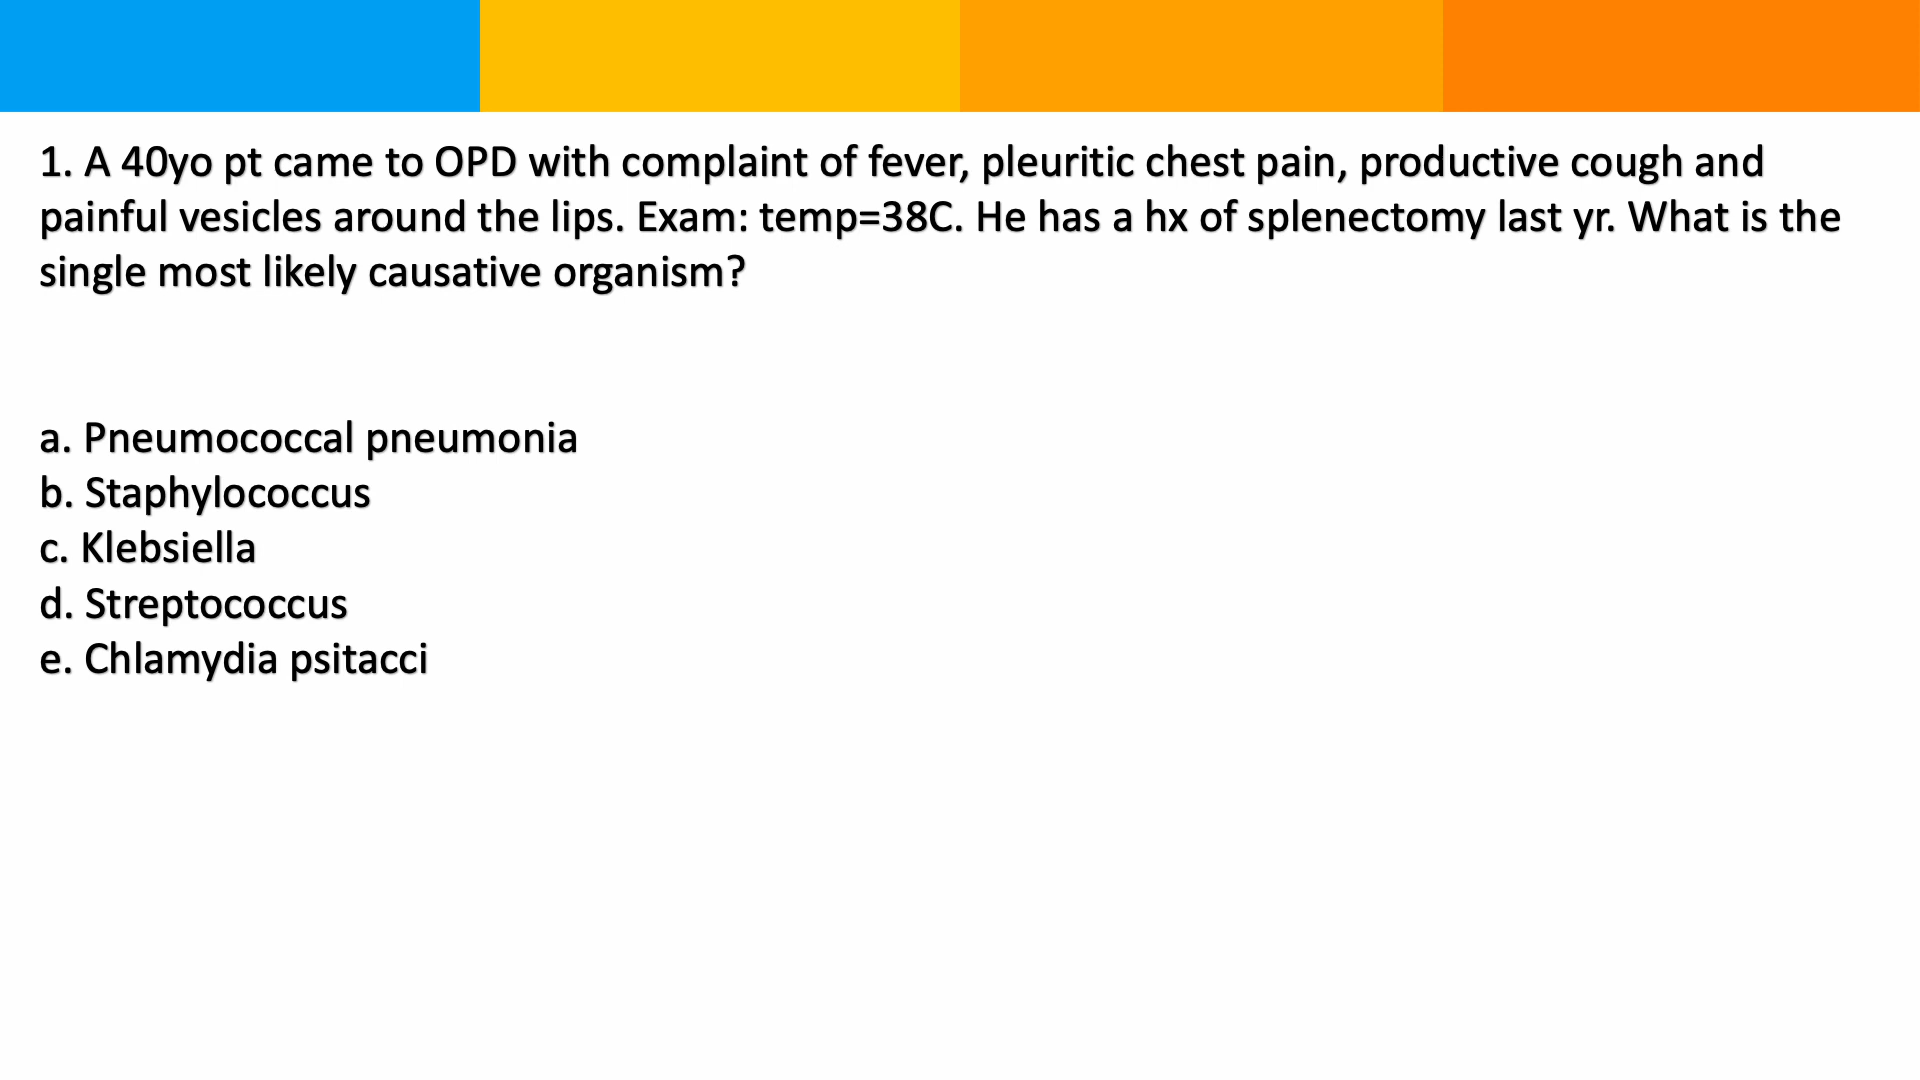 1. A 40yo pt came to OPD with complaint of fever, pleuritic chest pain, productive cough and
painful vesicles around the lips. Exam: temp=38C. He has a hx of splenectomy last yr. What is the
single most likely causative organism?
a. Pneumococcal pneumonia
b. Staphylococcus
c. Klebsiella
d. Streptococcus
e. Chlamydia psitacci